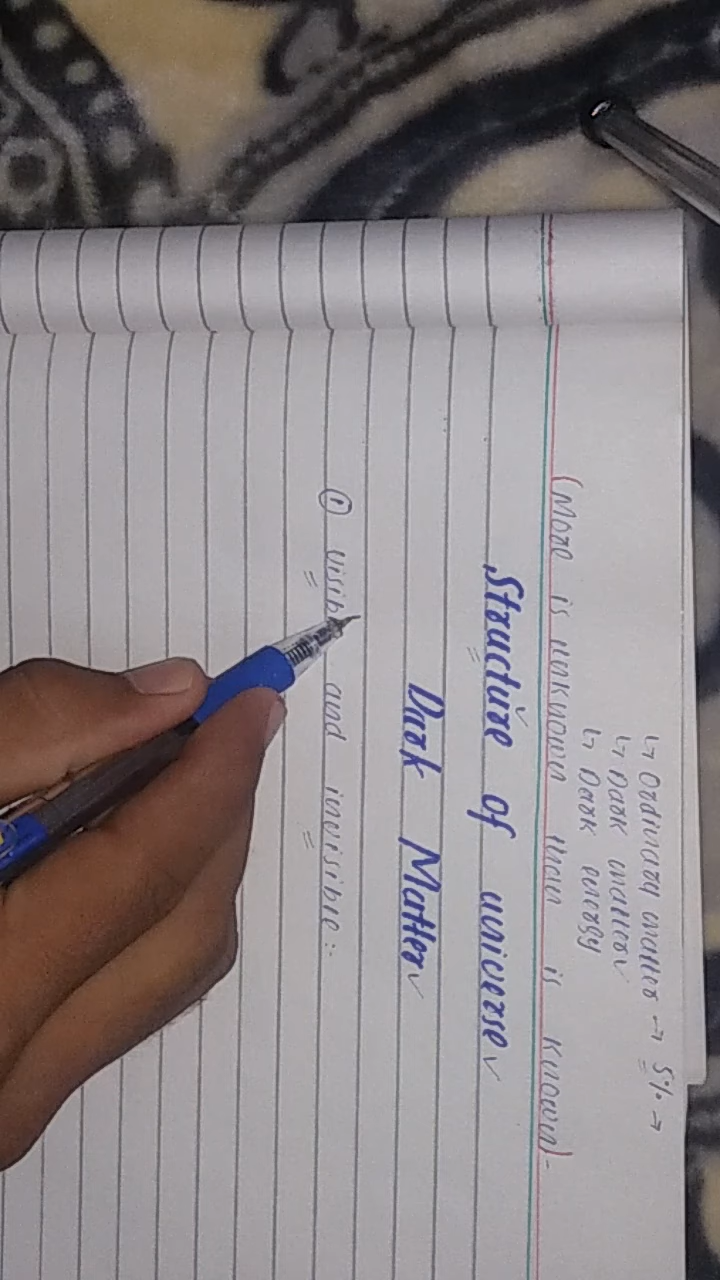 ↳ Ordinary matter → 5% →
↳ Dark matter
↳ Dark energy
(More is unknown than is known)-
Structure of universe
Dark Matter
① visib and invisible :-